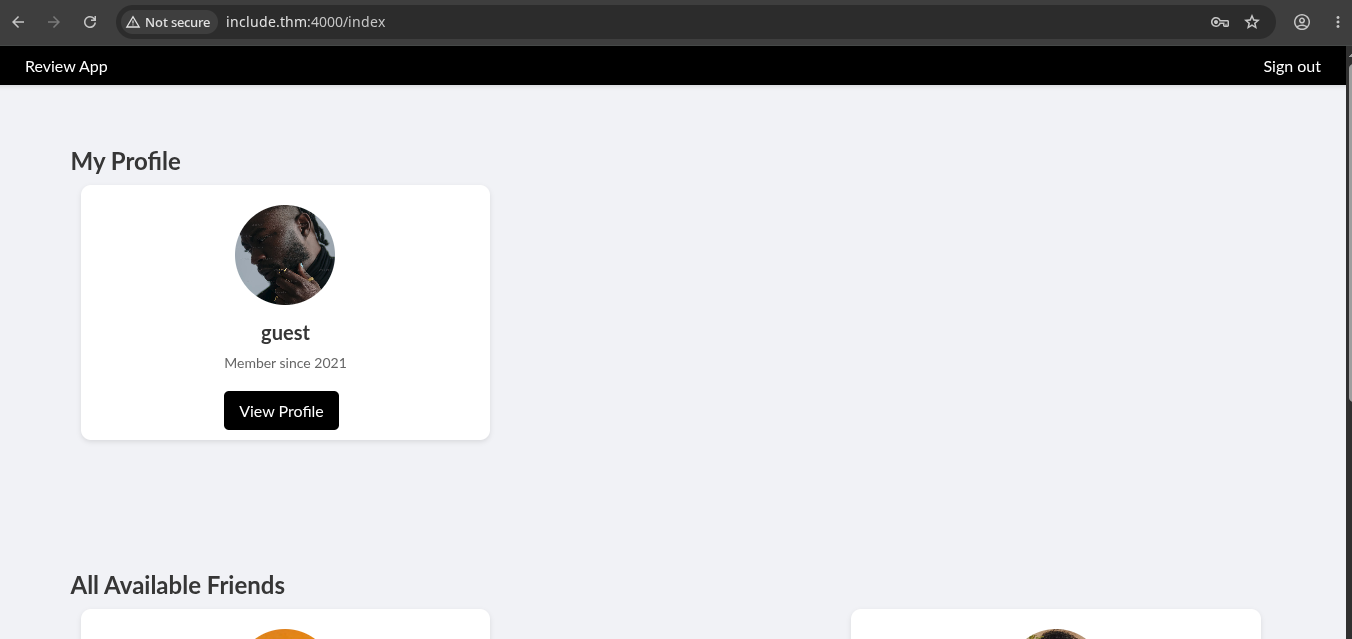 Not secure include.thm:4000/index
Review App Sign out
My Profile
guest
Member since 2021
View Profile
All Available Friends